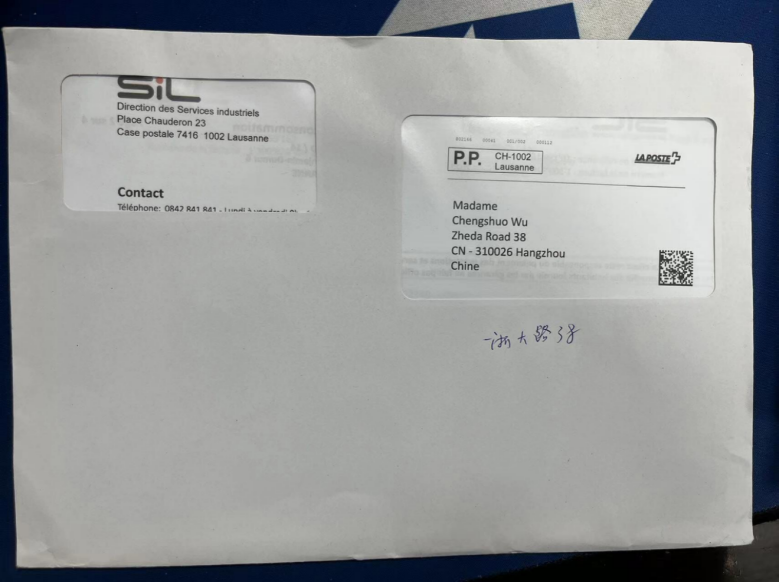 SiL
Direction des Services industriels
Place Chauderon 23
Case postale 7416 1002 Lausanne
Contact
Téléphone: 0842 841 841 - Lundi à vendredi
P.P.
CH-1002
Lausanne
LA POSTE
Madame
Chengshuo Wu
Zheda Road 38
CN - 310026 Hangzhou
Chine
浙大路38